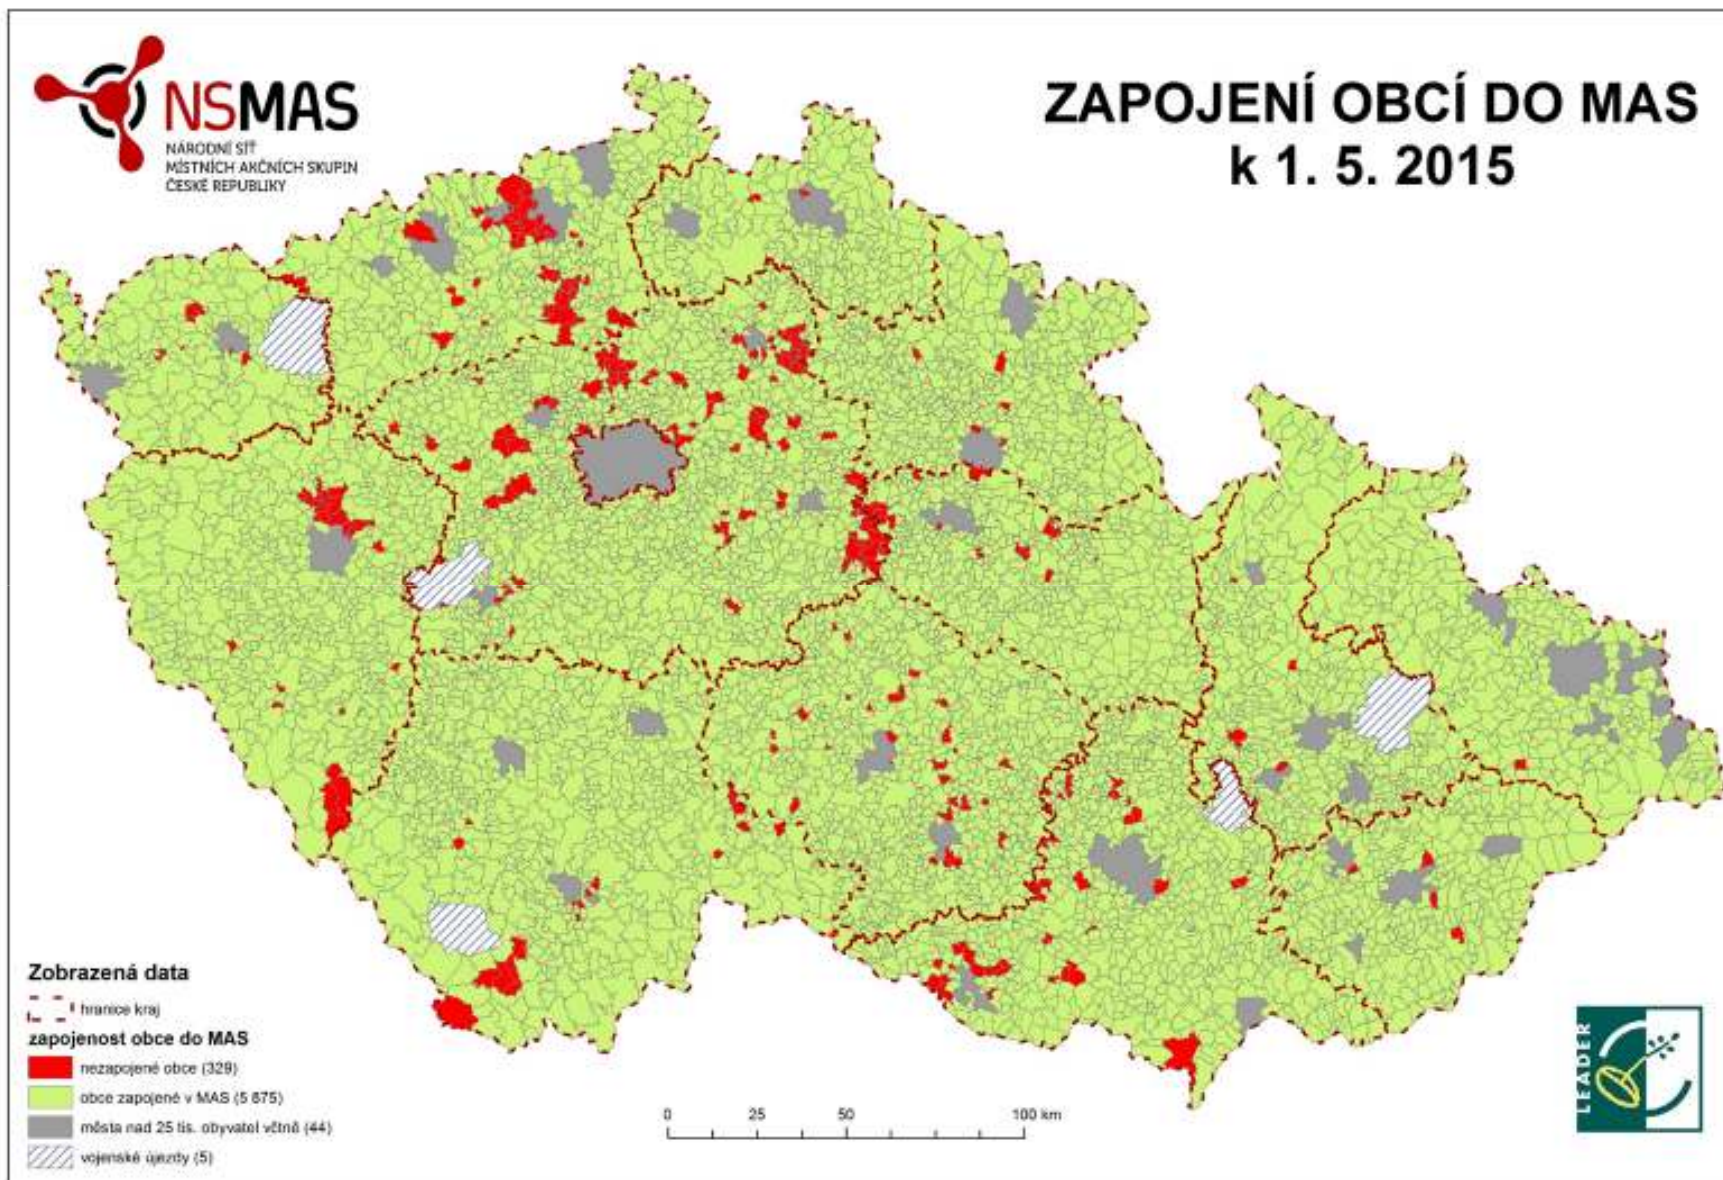 NSMAS
NÁRODNÍ SÍŤ
MÍSTNÍCH AKČNÍCH SKUPIN
ČESKÉ REPUBLIKY
ZAPOJENÍ OBCÍ DO MAS
k 1. 5. 2015
Zobrazená data
hranice kraj
zapojenost obce do MAS
nezapojené obce (329)
obce zapojené v MAS (5 875)
města nad 25 tis. obyvatel včtně (44)
vojenské újezdy (5)
0 25 50 100 km
LEADER